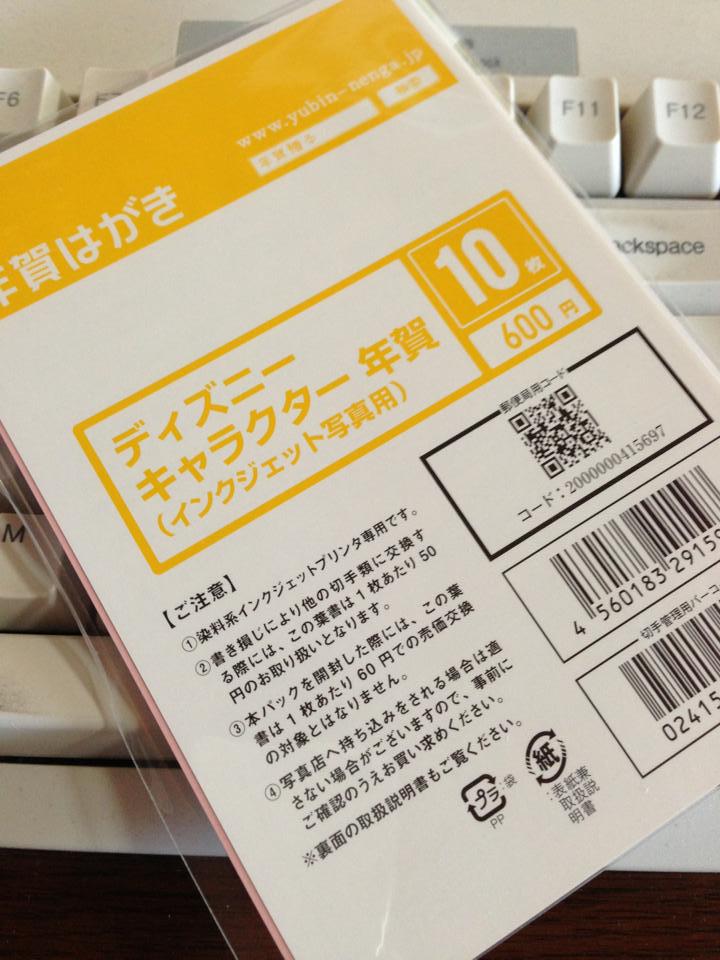 F6
F11
F12
ackspace
M
www.yubin-nenga.jp
年賀贈る
検索
年賀はがき
10枚
600 円
ディズニー
キャラクター 年賀
(インクジェット写真用)
郵便局用コード
コード:2000000415697
4 560183 29159
切手管理用バーコ
02415
【ご注意】
①染料系インクジェットプリンタ専用です。
②書き損じにより他の切手類に交換す
る際には、この葉書は1枚あたり50
円のお取り扱いとなります。
③本パックを開封した際には、この葉
書は1枚あたり60円での売価交換
の対象とはなりません。
④写真店へ持ち込みをされる場合は適
さない場合がございますので、事前に
ご確認のうえお買い求めください。
※裏面の取扱説明書もご覧ください。
プラ
:袋
PP
紙
:表紙兼
取扱説
明書